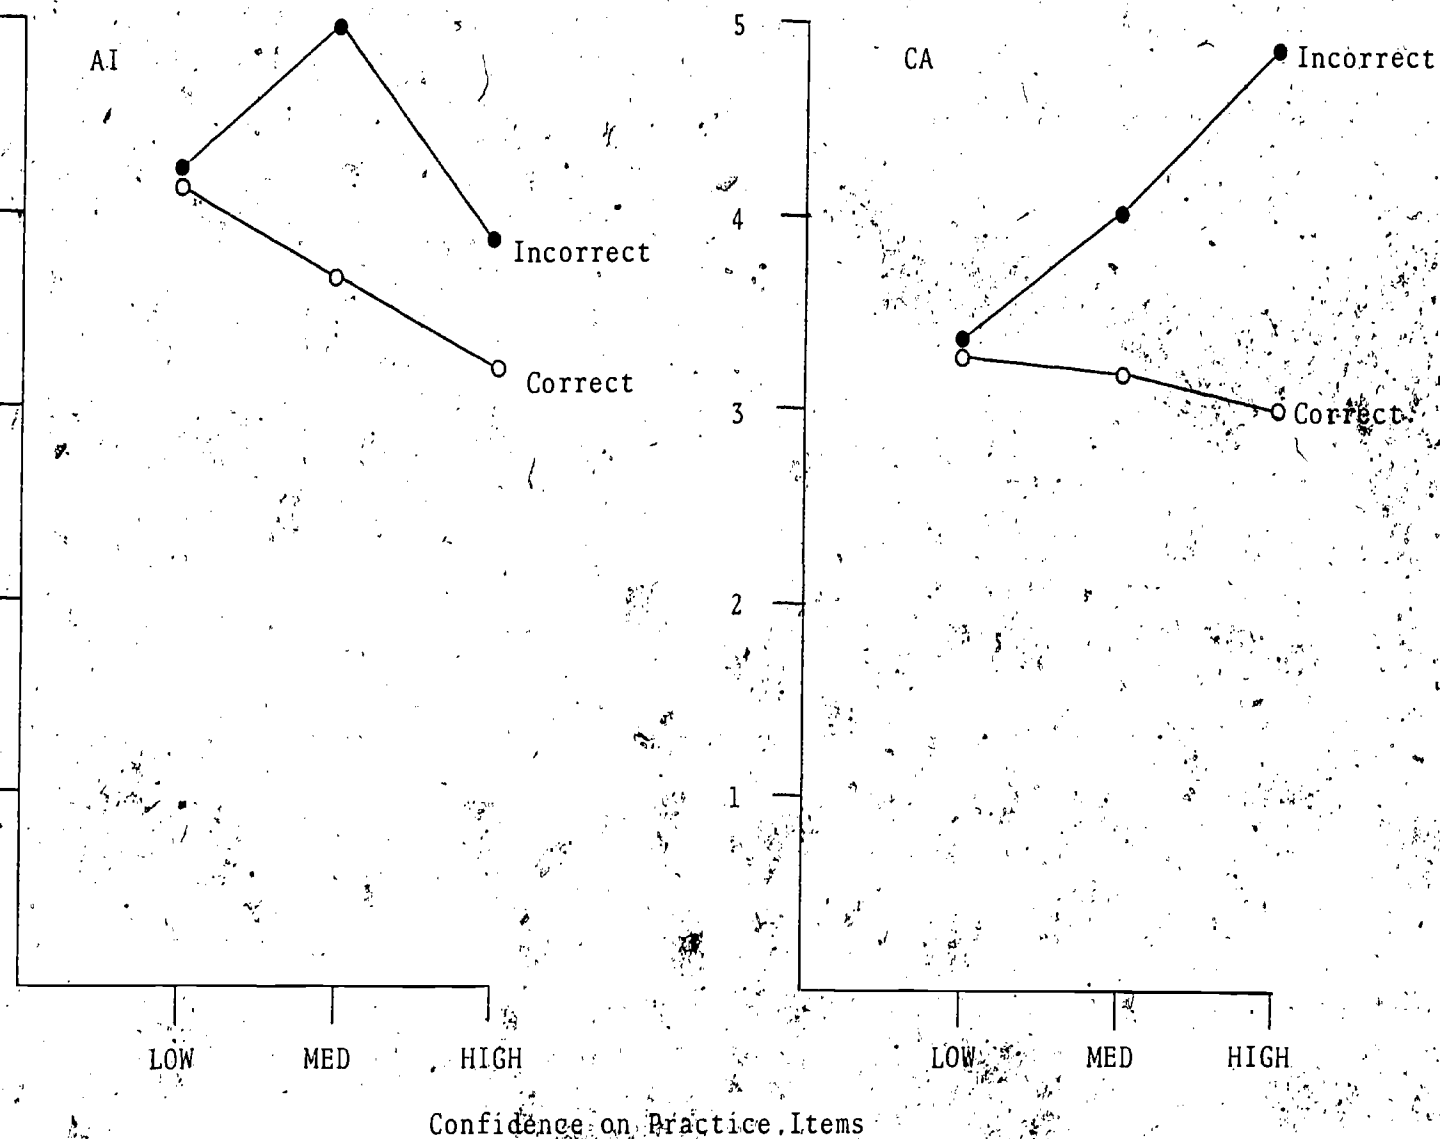 AI
Incorrect
Correct
LOW MED HIGH
5
4
3
2
1
CA
Incorrect
Correct
LOW MED HIGH
Confidence on Practice Items